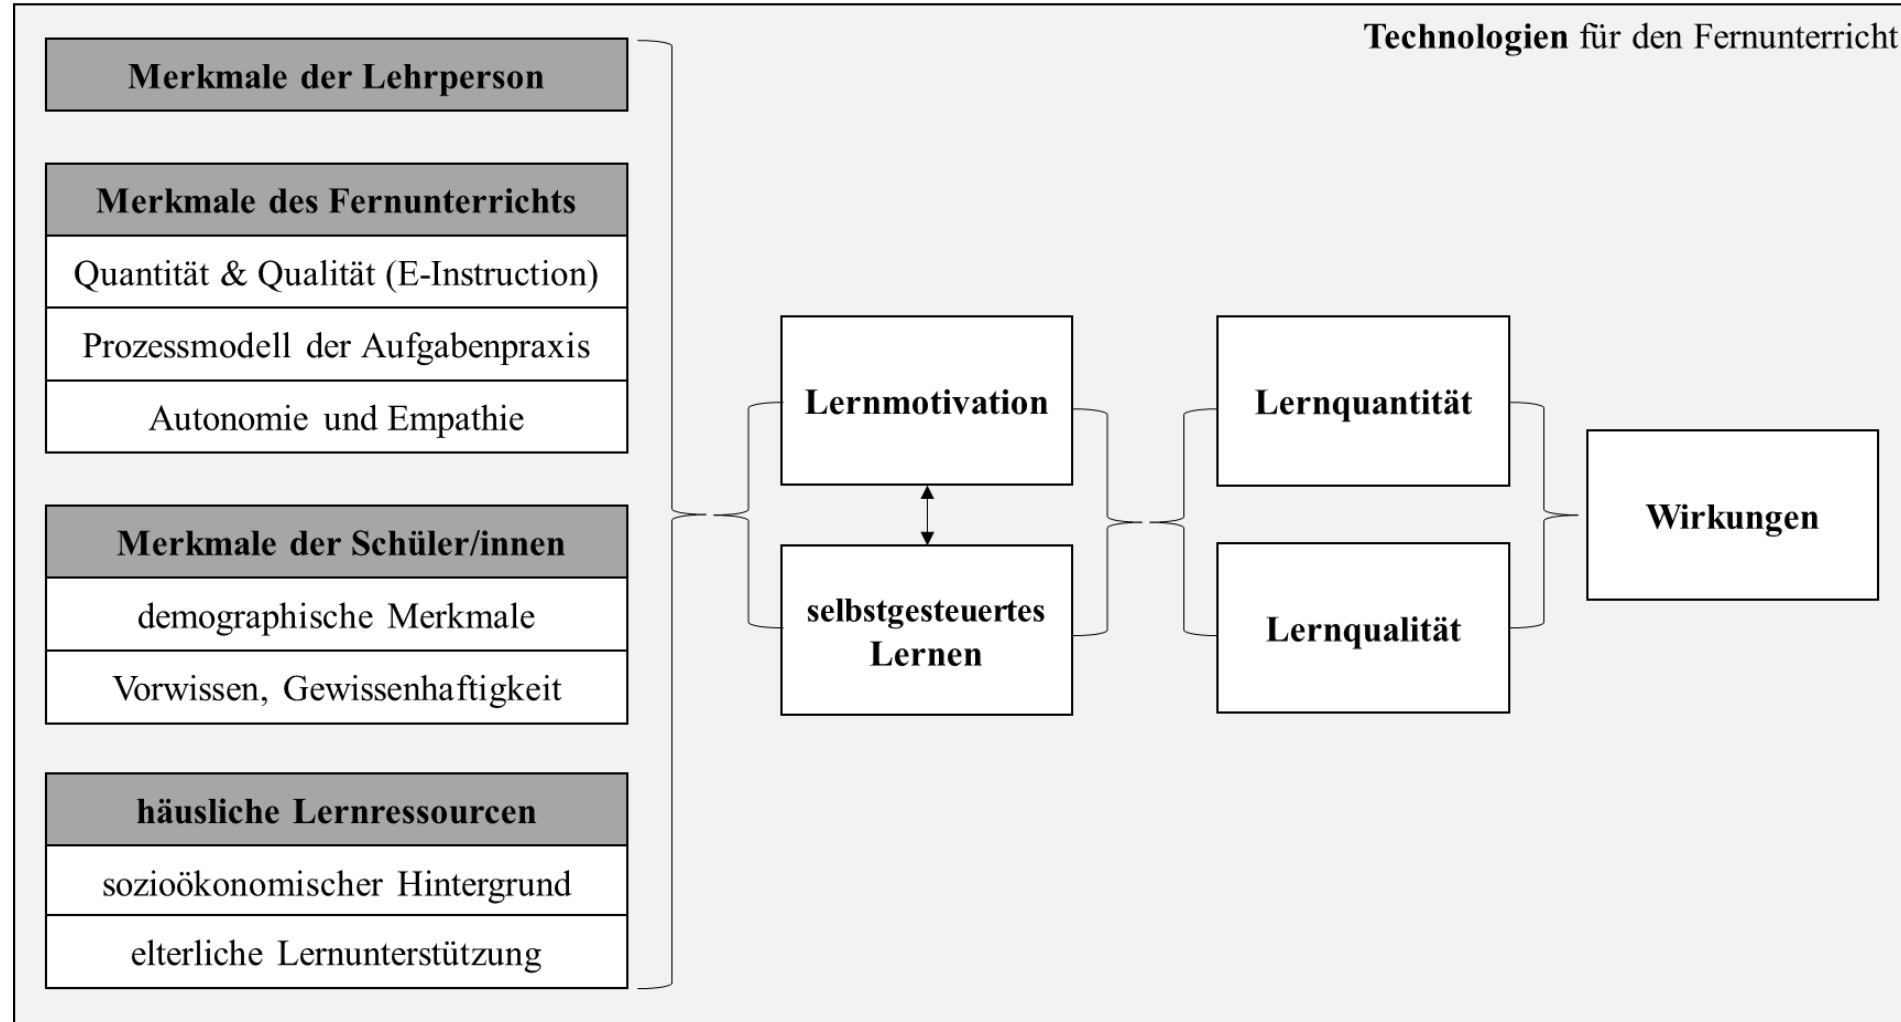 Technologien für den Fernunterricht
Merkmale der Lehrperson
Merkmale des Fernunterrichts
Quantität & Qualität (E-Instruction)
Prozessmodell der Aufgabenpraxis
Autonomie und Empathie
Merkmale der Schüler/innen
demographische Merkmale
Vorwissen, Gewissenhaftigkeit
häusliche Lernressourcen
sozioökonomischer Hintergrund
elterliche Lernunterstützung
Lernmotivation
selbstgesteuertes
Lernen
Lernquantität
Lernqualität
Wirkungen